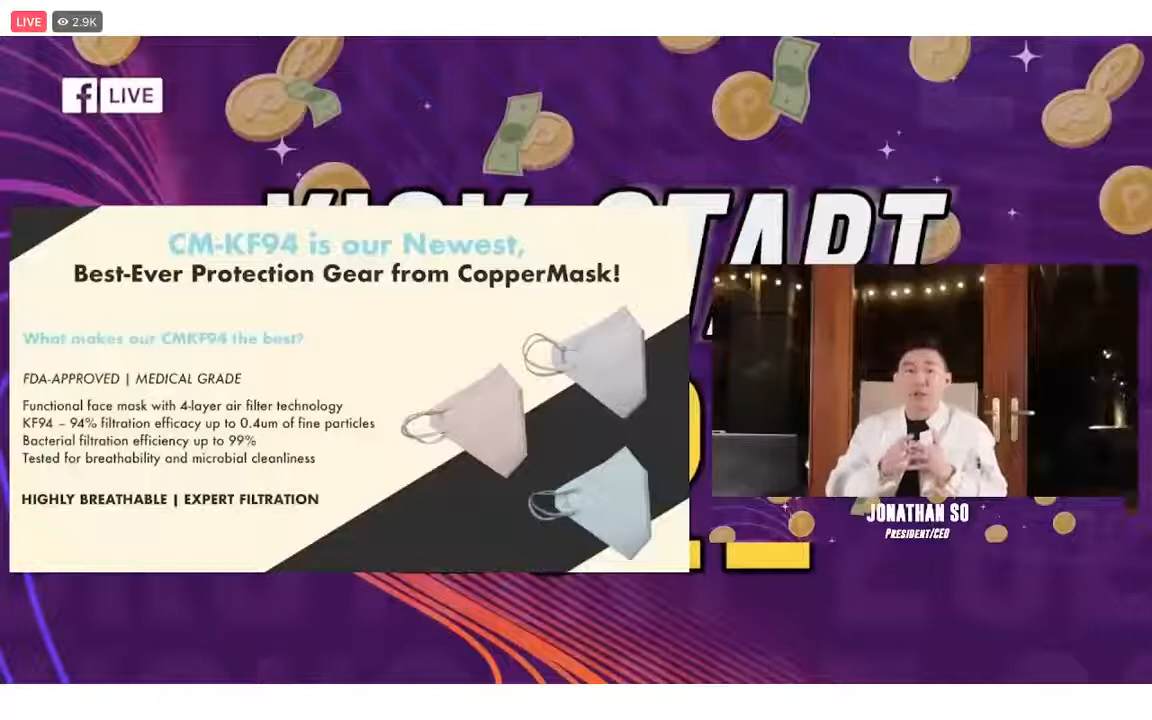 LIVE 2.9K
f LIVE
KICK START
CM-KF94 is our Newest,
Best-Ever Protection Gear from CopperMask!
What makes our CMKF94 the best?
FDA-APPROVED | MEDICAL GRADE
Functional face mask with 4-layer air filter technology
KF94 – 94% filtration efficacy up to 0.4um of fine particles
Bacterial filtration efficiency up to 99%
Tested for breathability and microbial cleanliness
HIGHLY BREATHABLE | EXPERT FILTRATION
JONATHAN SO
PRESIDENT/CEO